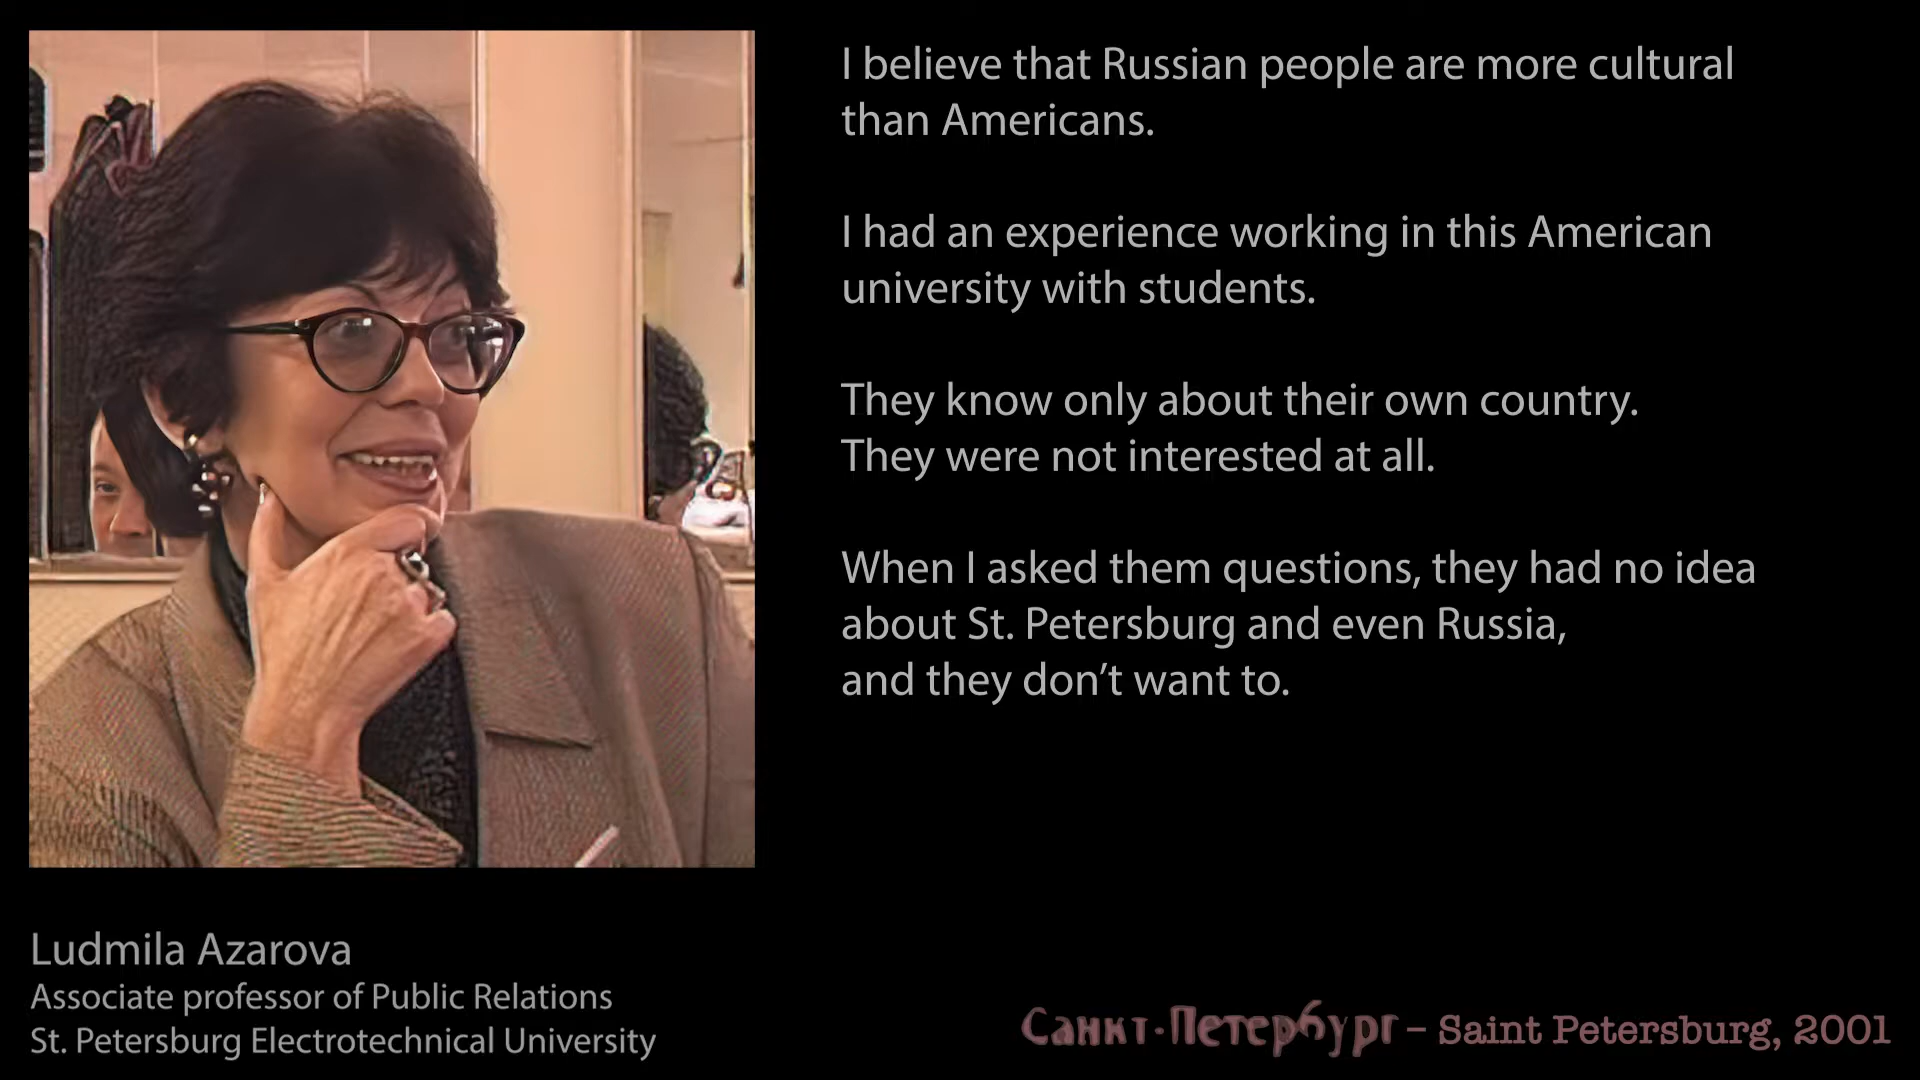 I believe that Russian people are more cultural
than Americans.
I had an experience working in this American
university with students.
They know only about their own country.
They were not interested at all.
When I asked them questions, they had no idea
about St. Petersburg and even Russia,
and they don’t want to.
Ludmila Azarova
Associate professor of Public Relations
St. Petersburg Electrotechnical University
Санкт-Петербург – Saint Petersburg, 2001